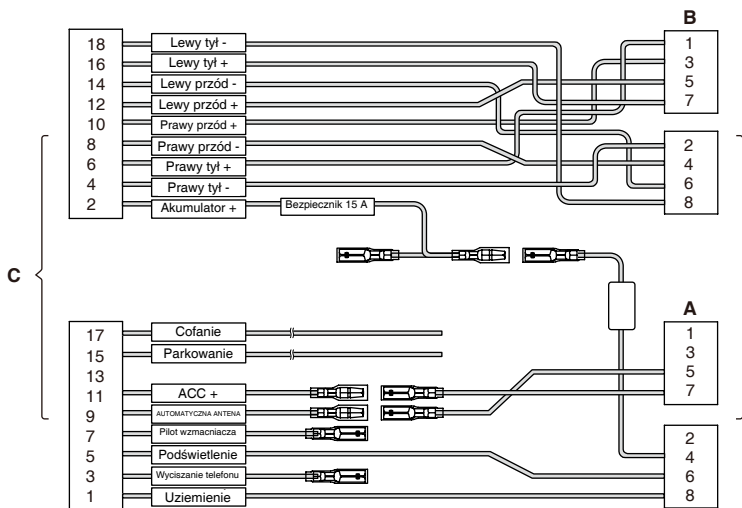 B
18 Lewy tył - 1
16 Lewy tył + 3
14 Lewy przód - 5
12 Lewy przód + 7
10 Prawy przód +
8 Prawy przód - 2
6 Prawy tył + 4
4 Prawy tył - 6
2 Akumulator + Bezpiecznik 15 A 8
C
A
17 Cofanie 1
15 Parkowanie 3
13 5
11 ACC + 7
9 AUTOMATYCZNA ANTENA
7 Pilot wzmacniacza 2
5 Podświetlenie 4
3 Wyciszanie telefonu 6
1 Uziemienie 8